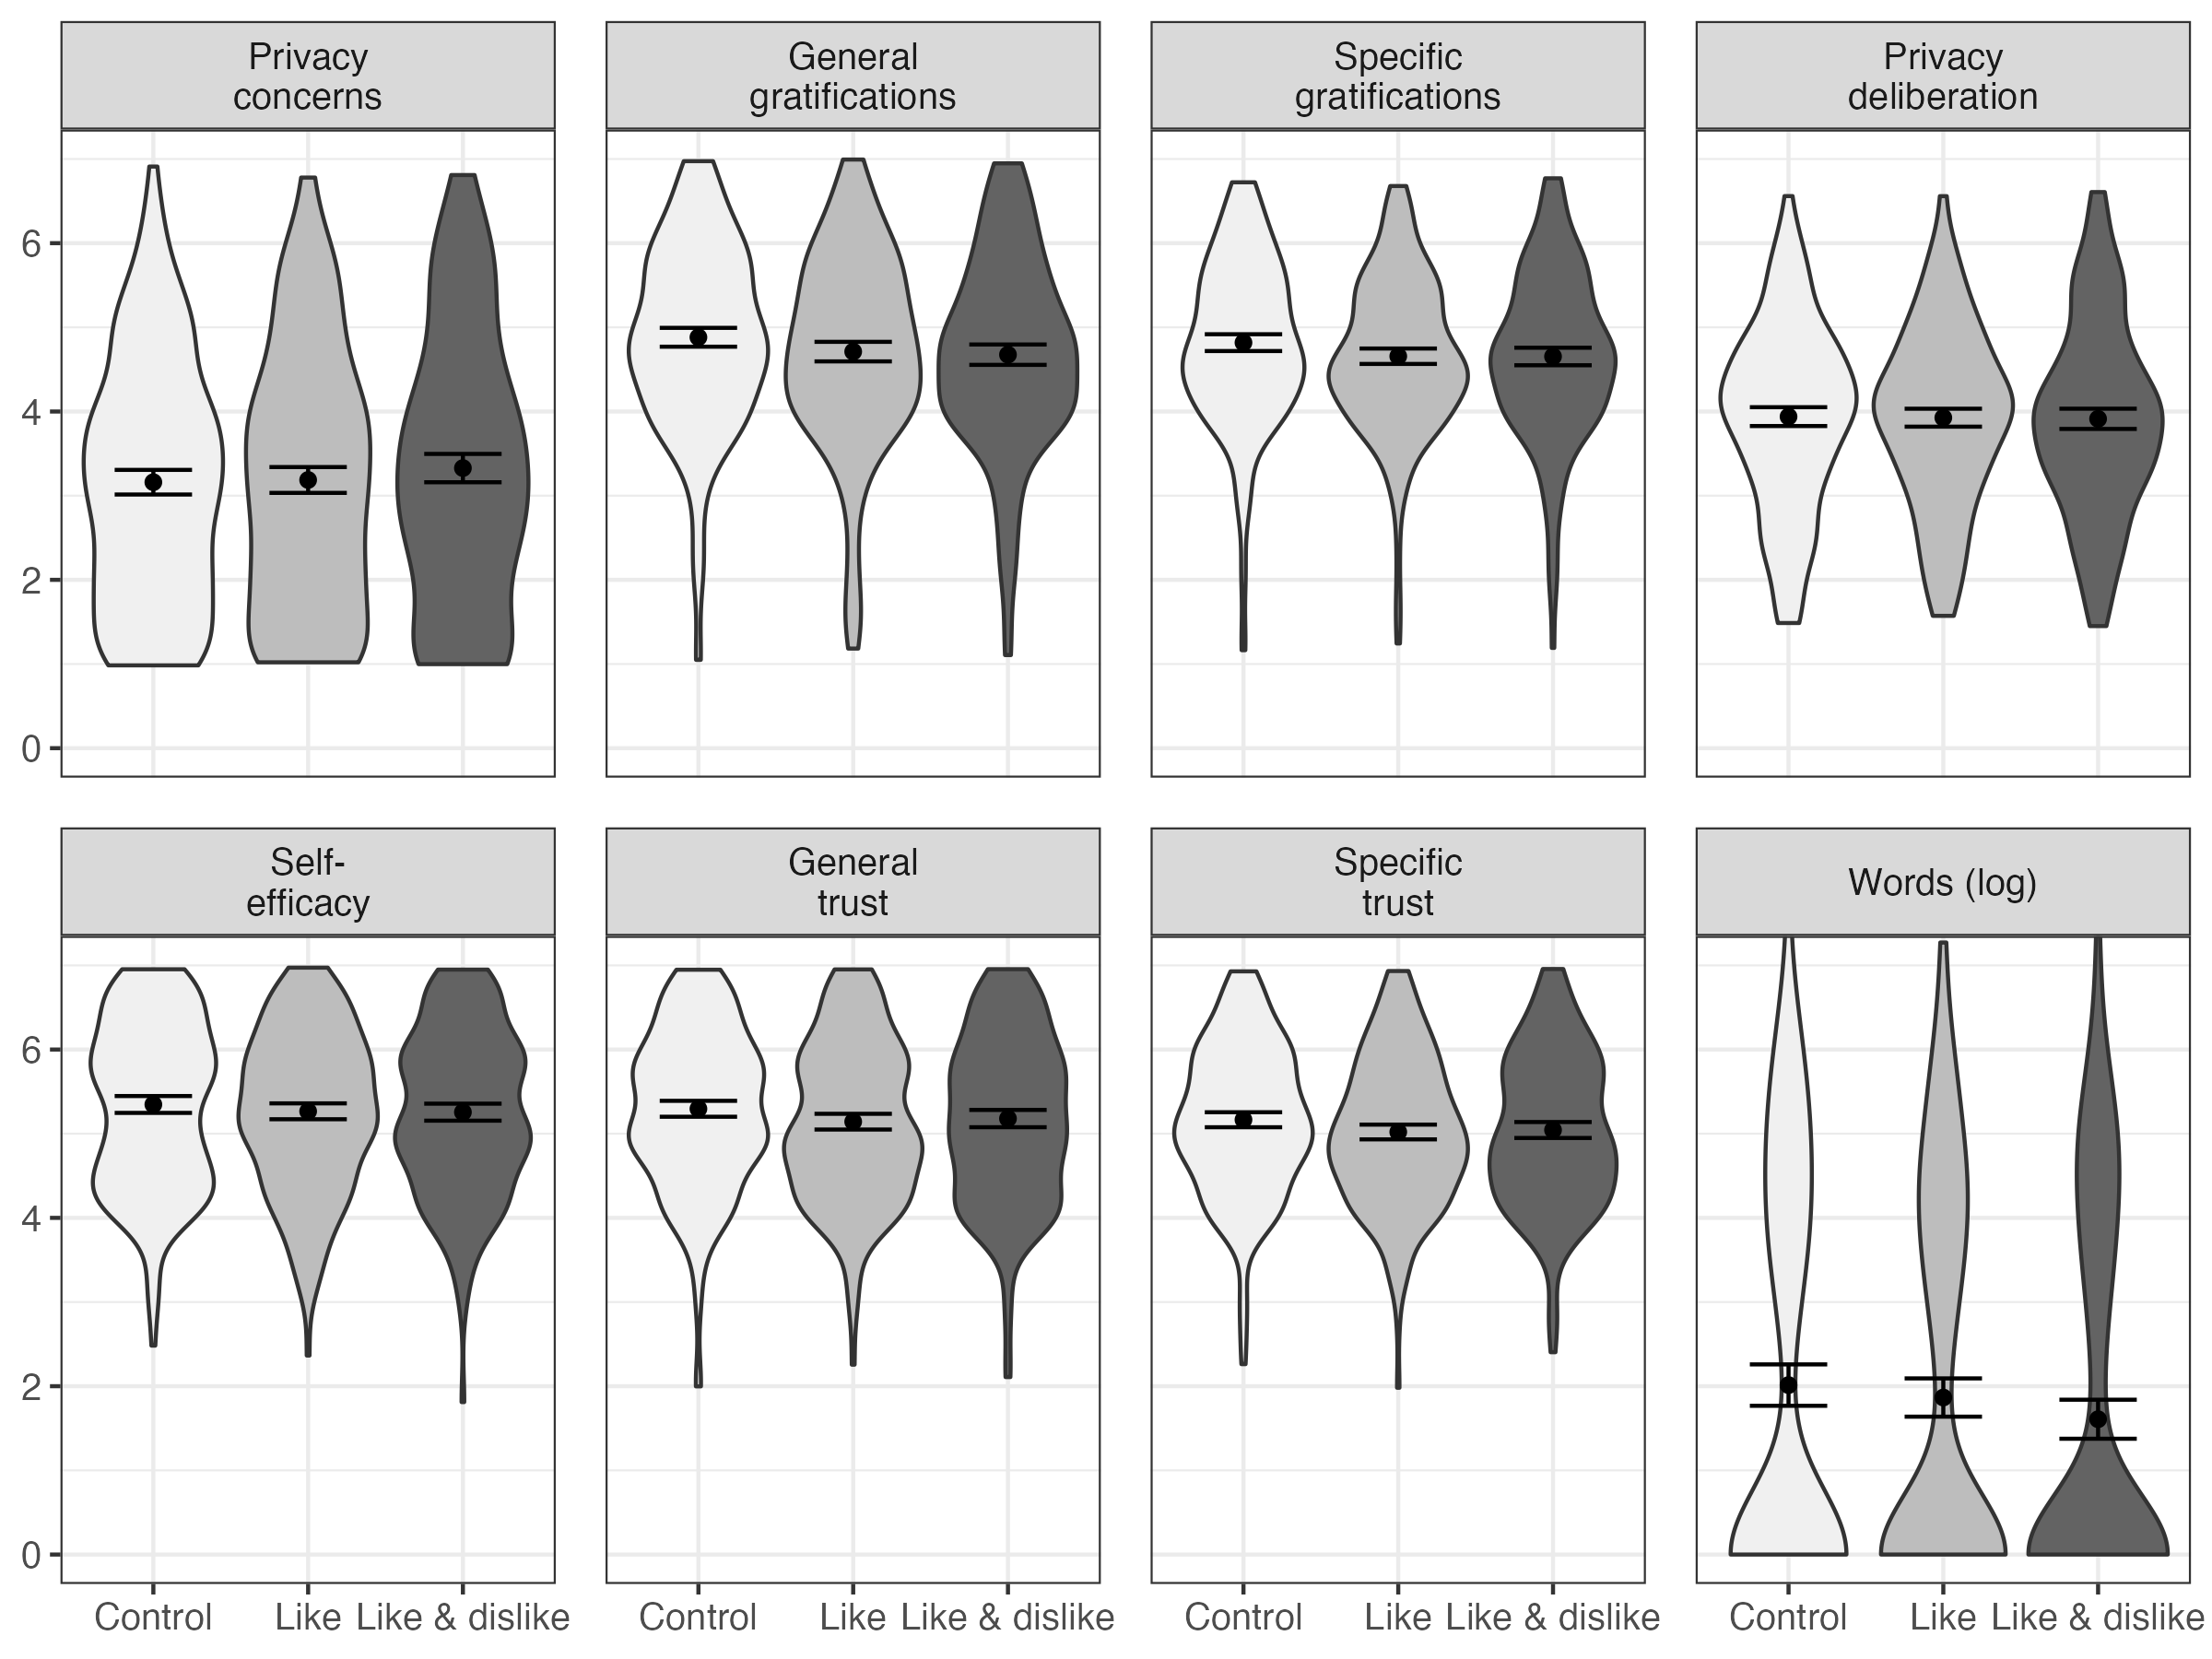 Privacy
concerns
General
gratifications
Specific
gratifications
Privacy
deliberation
6
4
2
0
Self-
efficacy
General
trust
Specific
trust
Words (log)
6
4
2
0
Control Like Like & dislike
Control Like Like & dislike
Control Like Like & dislike
Control Like Like & dislike